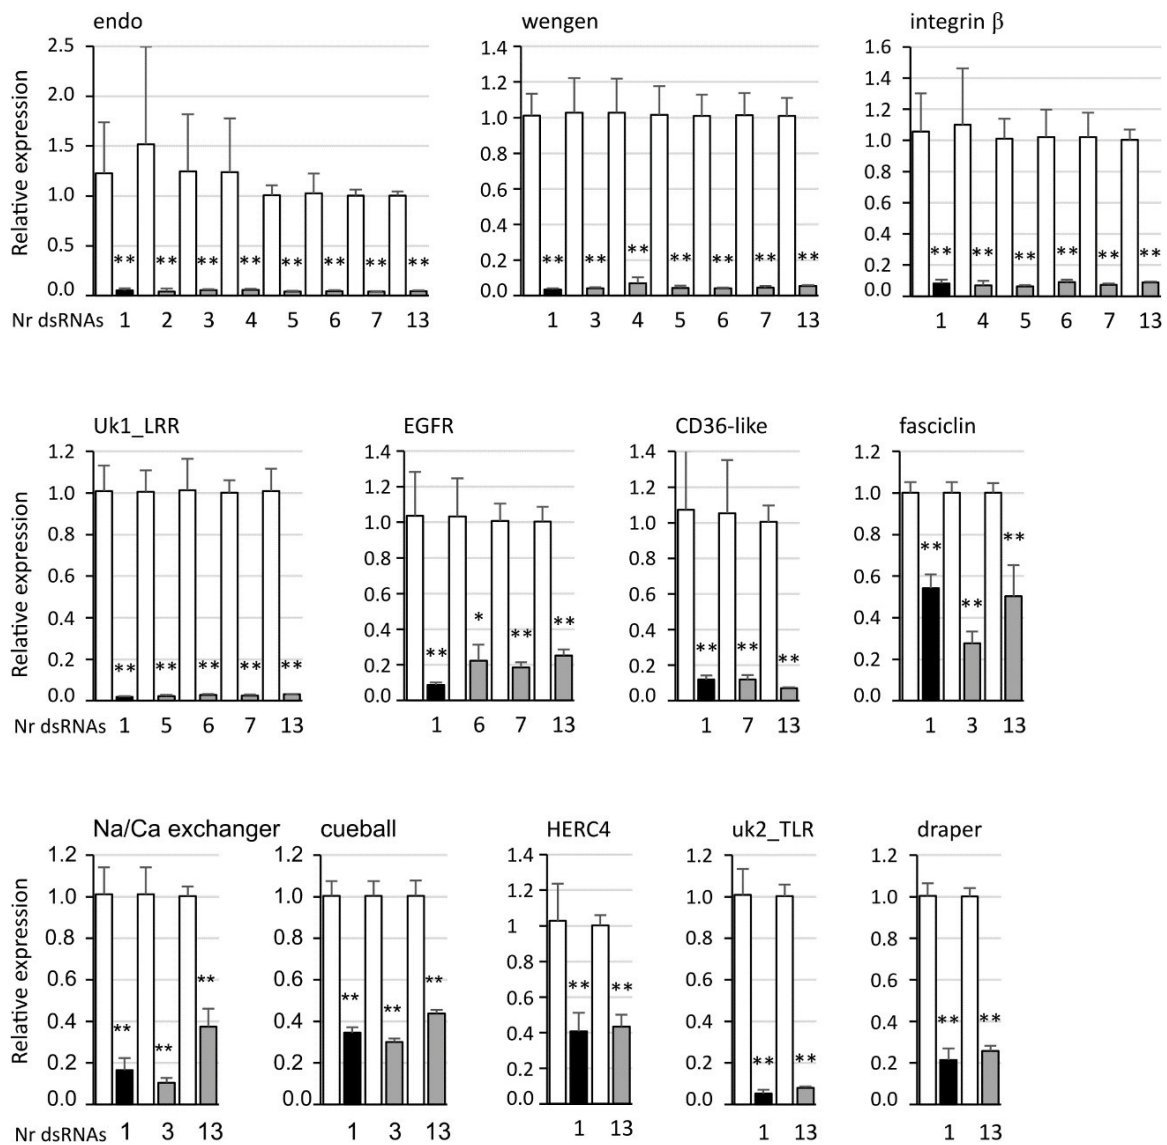 endo
wengen
integrin β
Relative expression
2.5
2.0
1.5
1.0
0.5
0.0
** ** ** ** ** ** ** **
Nr dsRNAs 1 2 3 4 5 6 7 13
1.4
1.2
1.0
0.8
0.6
0.4
0.2
0.0
** ** ** ** ** ** **
1 3 4 5 6 7 13
1.6
1.4
1.2
1.0
0.8
0.6
0.4
0.2
0.0
** ** ** ** ** **
1 4 5 6 7 13
Uk1_LRR
EGFR
CD36-like
fasciclin
Relative expression
1.2
1.0
0.8
0.6
0.4
0.2
0.0
** ** ** ** **
Nr dsRNAs 1 5 6 7 13
1.4
1.2
1.0
0.8
0.6
0.4
0.2
0.0
** * ** **
1 6 7 13
1.4
1.2
1.0
0.8
0.6
0.4
0.2
0.0
** ** **
1 7 13
1.2
1.0
0.8
0.6
0.4
0.2
0.0
** ** **
1 3 13
Na/Ca exchanger
cueball
HERC4
uk2_TLR
draper
Relative expression
1.2
1.0
0.8
0.6
0.4
0.2
0.0
** ** **
Nr dsRNAs 1 3 13
1.2
1.0
0.8
0.6
0.4
0.2
0.0
** ** **
1 3 13
1.4
1.2
1
0.8
0.6
0.4
0.2
0.0
** **
1 13
1.2
1.0
0.8
0.6
0.4
0.2
0.0
** **
1 13
1.2
1.0
0.8
0.6
0.4
0.2
0.0
** **
1 13